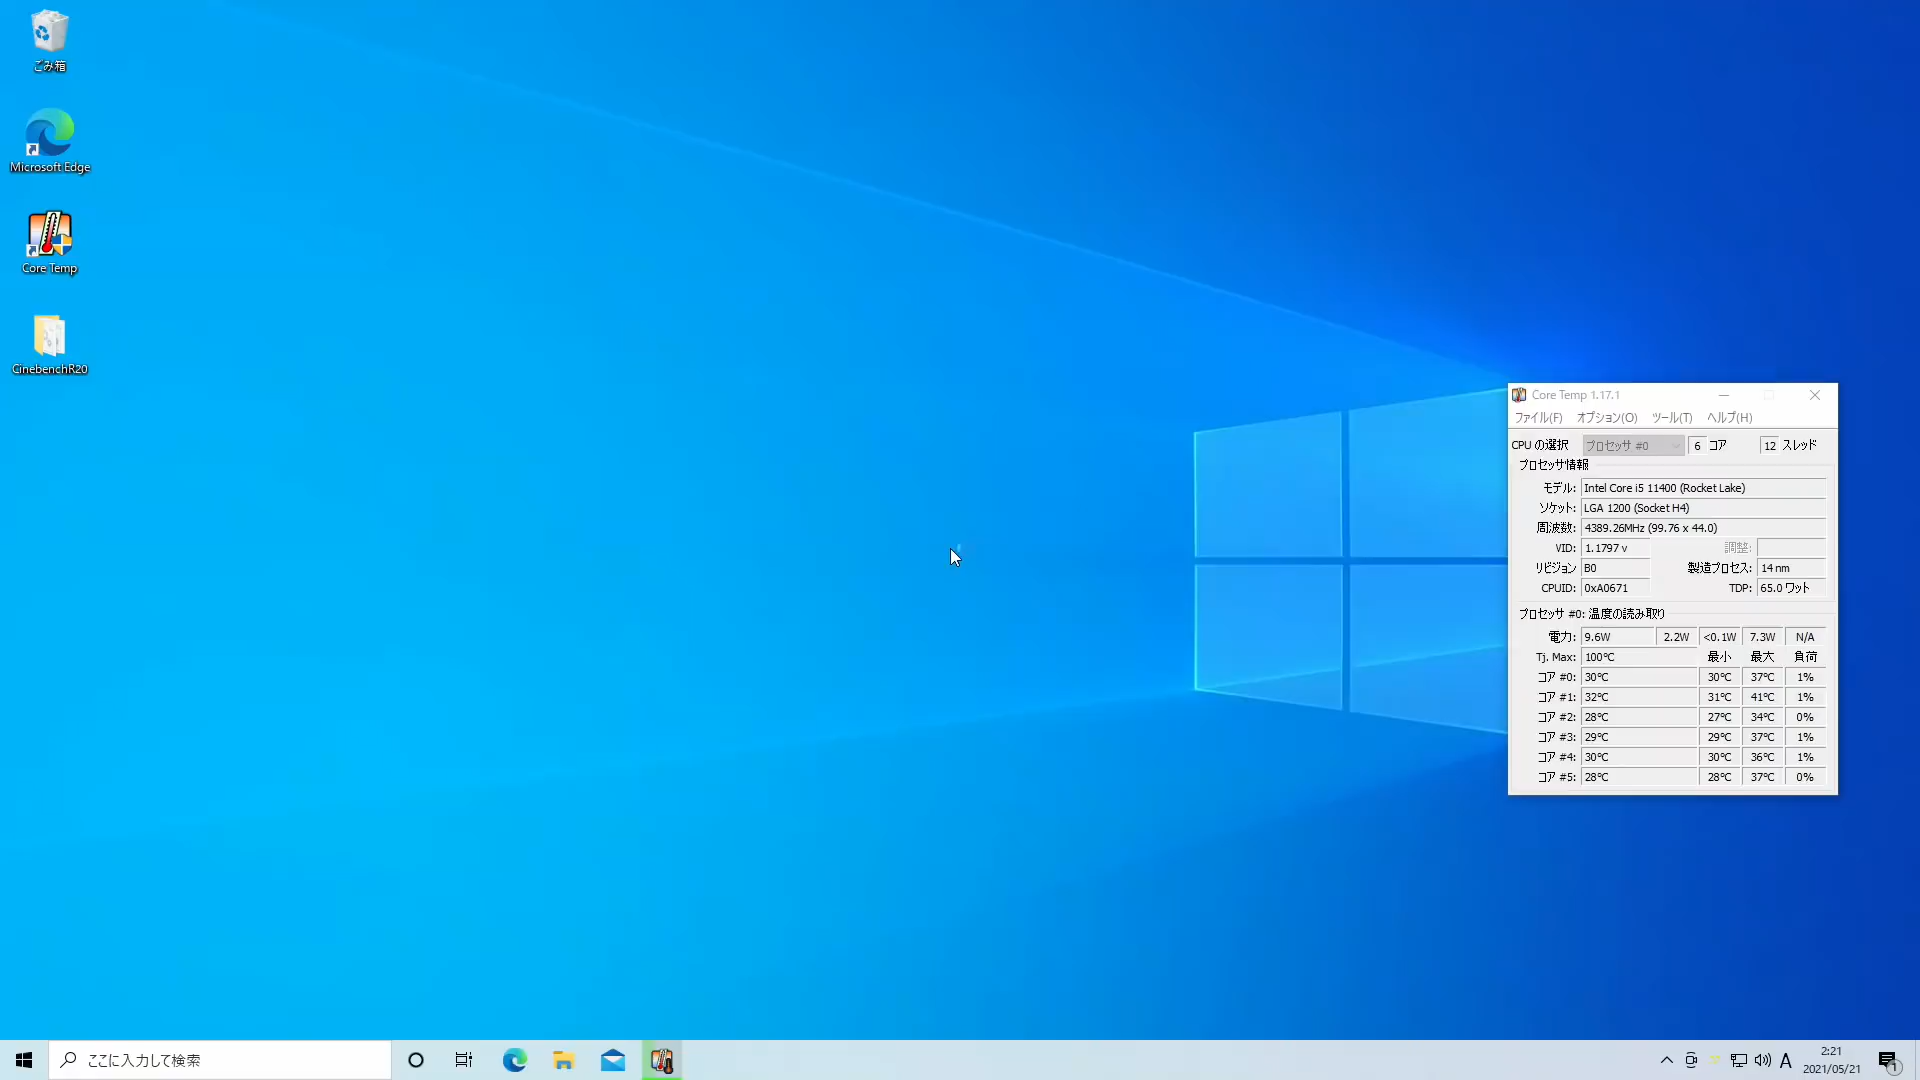 ごみ箱
Microsoft Edge
Core Temp
CinebenchR20
Core Temp 1.17.1
ファイル(F) オプション(O) ツール(T) ヘルプ(H)
CPU の選択 プロセッサ #0 6 コア 12 スレッド
プロセッサ情報
モデル: Intel Core i5 11400 (Rocket Lake)
ソケット: LGA 1200 (Socket H4)
周波数: 4389.26MHz (99.76 x 44.0)
VID: 1.1797 v 調整:
リビジョン B0 製造プロセス: 14 nm
CPUID: 0xA0671 TDP: 65.0 ワット
プロセッサ #0: 温度の読み取り
電力: 9.6W 2.2W <0.1W 7.3W N/A
Tj. Max: 100℃ 最小 最大 負荷
コア #0: 30℃ 30℃ 37℃ 1%
コア #1: 32℃ 31℃ 41℃ 1%
コア #2: 28℃ 27℃ 34℃ 0%
コア #3: 29℃ 29℃ 37℃ 1%
コア #4: 30℃ 30℃ 36℃ 1%
コア #5: 28℃ 28℃ 37℃ 0%
ここに入力して検索
A
2:21
2021/05/21
1